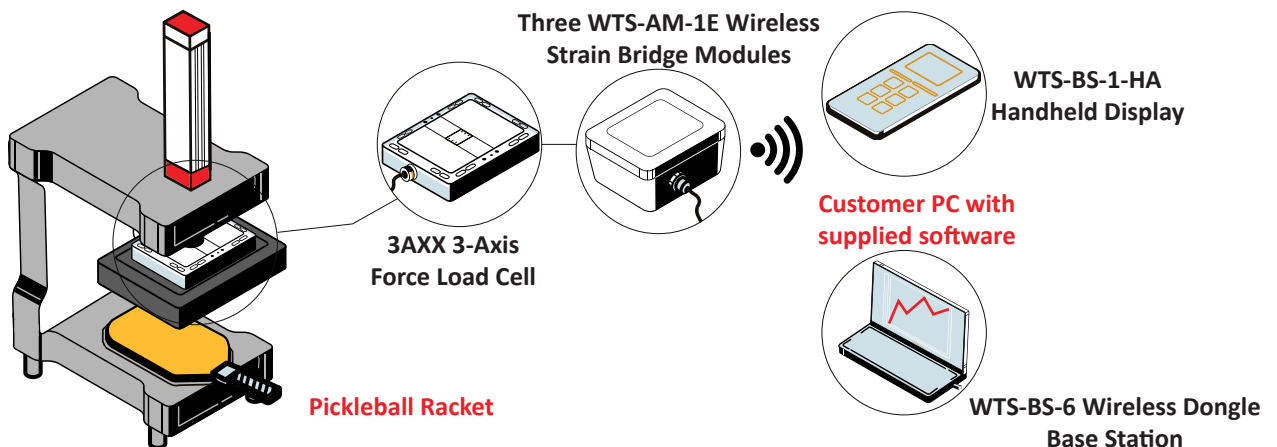 Three WTS-AM-1E Wireless
Strain Bridge Modules
WTS-BS-1-HA
Handheld Display
3AXX 3-Axis
Force Load Cell
Customer PC with
supplied software
Pickleball Racket
WTS-BS-6 Wireless Dongle
Base Station